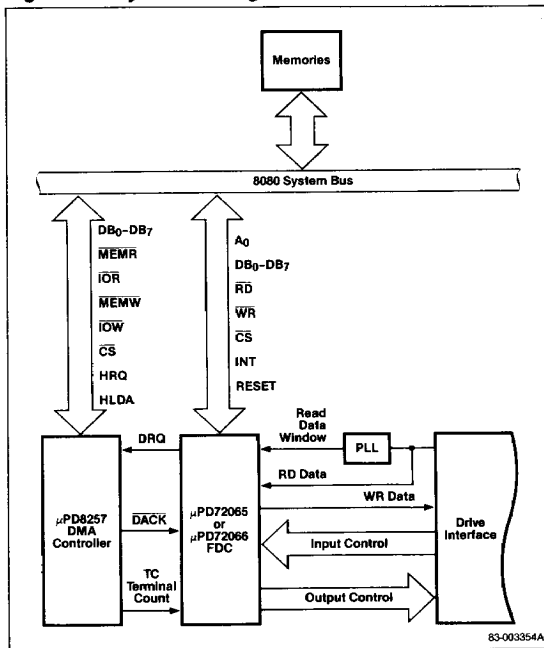 Memories
8080 System Bus
DB₀–DB₇
MEMR
IOR
MEMW
IOW
CS
HRQ
HLDA
A₀
DB₀–DB₇
RD
WR
CS
INT
RESET
DRQ
DACK
TC
Terminal
Count
µPD8257
DMA
Controller
µPD72065
or
µPD72066
FDC
Read
Data
Window
PLL
RD Data
WR Data
Input Control
Output Control
Drive
Interface
83-003354A